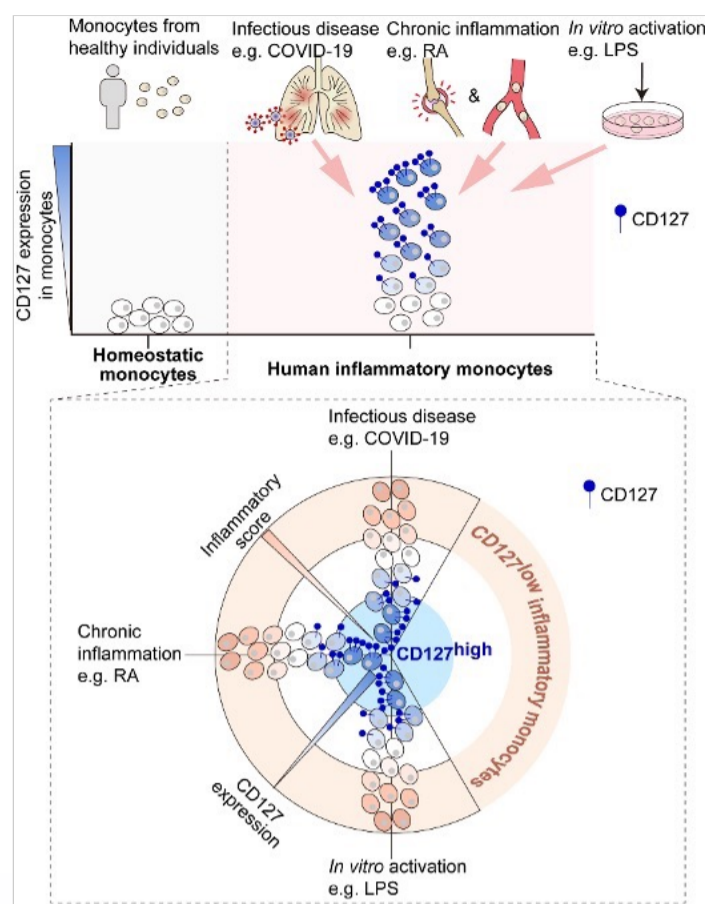 Monocytes from
healthy individuals
Infectious disease
e.g. COVID-19
Chronic inflammation
e.g. RA
&
In vitro activation
e.g. LPS
CD127 expression
in monocytes
CD127
Homeostatic
monocytes
Human inflammatory monocytes
Infectious disease
e.g. COVID-19
CD127
Inflammatory
score
CD127low inflammatory monocytes
Chronic
inflammation
e.g. RA
CD127high
CD127
expression
In vitro activation
e.g. LPS